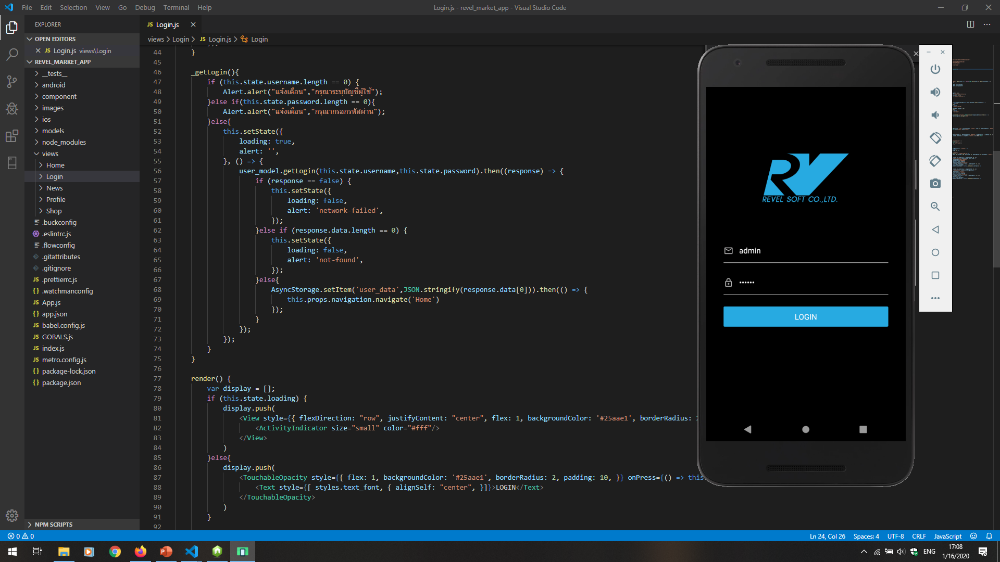 File Edit Selection View Go Debug Terminal Help
Login.js - revel_market_app - Visual Studio Code
EXPLORER
OPEN EDITORS
JS Login.js views\Login
REVEL_MARKET_APP
__tests__
android
component
images
ios
models
node_modules
views
Home
Login
News
Profile
Shop
.buckconfig
.eslintrc.js
.flowconfig
.gitattributes
.gitignore
JS .prettierrc.js
{} .watchmanconfig
JS App.js
{} app.json
JS babel.config.js
JS GOBALS.js
JS index.js
JS metro.config.js
{} package-lock.json
{} package.json
NPM SCRIPTS
JS Login.js
views > Login > JS Login.js > Login
44 }
45
46 _getLogin(){
47 if (this.state.username.length == 0) {
48 Alert.alert("แจ้งเตือน","กรุณาระบุบัญชีผู้ใช้");
49 }else if(this.state.password.length == 0){
50 Alert.alert("แจ้งเตือน","กรุณากรอกรหัสผ่าน");
51 }else{
52 this.setState({
53 loading: true,
54 alert: '',
55 }, () => {
56 user_model.getLogin(this.state.username,this.state.password).then((response) => {
57 if (response == false) {
58 this.setState({
59 loading: false,
60 alert: 'network-failed',
61 });
62 }else if (response.data.length == 0) {
63 this.setState({
64 loading: false,
65 alert: 'not-found',
66 });
67 }else{
68 AsyncStorage.setItem('user_data',JSON.stringify(response.data[0])).then(() => {
69 this.props.navigation.navigate('Home')
70 });
71 }
72 });
73 });
74 }
75 }
76
77 render() {
78 var display = [];
79 if (this.state.loading) {
80 display.push(
81 <View style={{ flexDirection: "row", justifyContent: "center", flex: 1, backgroundColor: '#25aae1', borderRadius:
82 <ActivityIndicator size="small" color="#fff"/>
83 </View>
84 )
85 }else{
86 display.push(
87 <TouchableOpacity style={{ flex: 1, backgroundColor: '#25aae1', borderRadius: 2, padding: 10, }} onPress={() => this
88 <Text style={[ styles.text_font, { alignSelf: "center", }]}>LOGIN</Text>
89 </TouchableOpacity>
90 )
91 }
92
RV
REVEL SOFT CO.,LTD.
admin
••••••
LOGIN
0 0
Ln 24, Col 26 Spaces: 4 UTF-8 CRLF JavaScript
ENG
17:08
1/16/2020